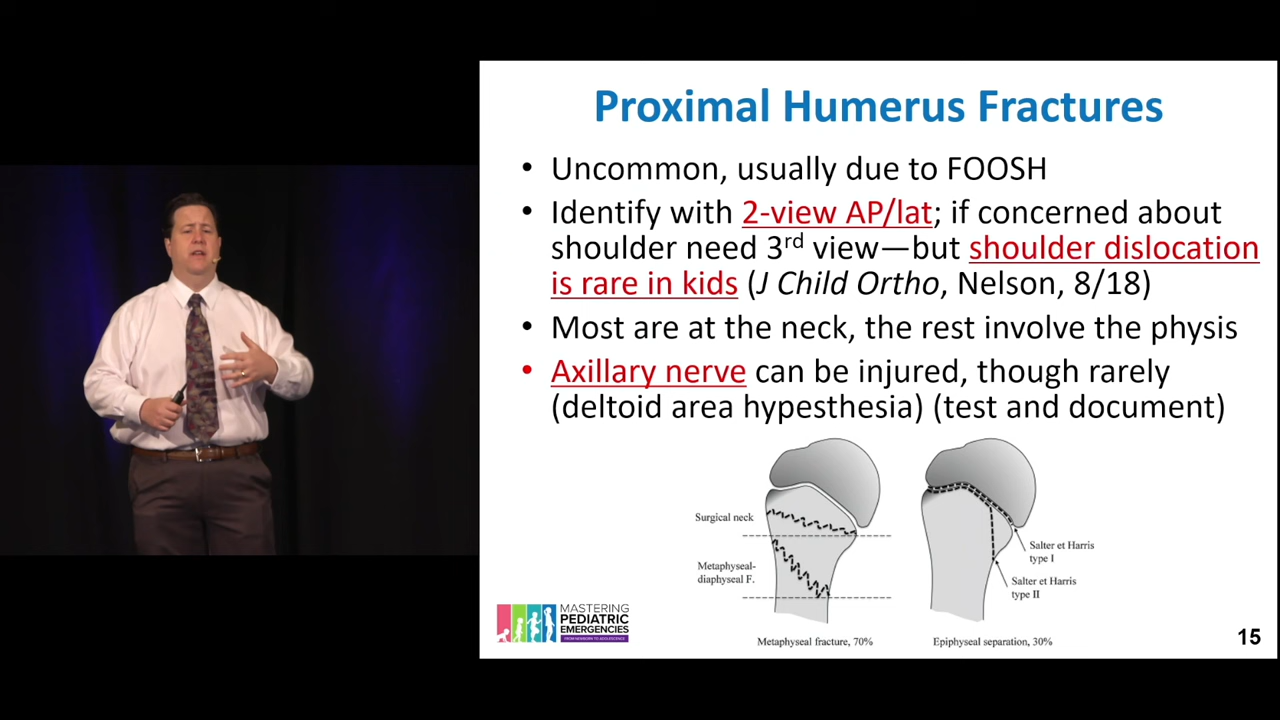 Proximal Humerus Fractures
• Uncommon, usually due to FOOSH
• Identify with 2-view AP/lat; if concerned about
shoulder need 3rd view—but shoulder dislocation
is rare in kids (J Child Ortho, Nelson, 8/18)
• Most are at the neck, the rest involve the physis
• Axillary nerve can be injured, though rarely
(deltoid area hypesthesia) (test and document)
Surgical neck
Metaphyseal-
diaphyseal F.
Metaphyseal fracture, 70%
Salter et Harris
type I
Salter et Harris
type II
Epiphyseal separation, 30%
MASTERING
PEDIATRIC
EMERGENCIES
FROM NEWBORN TO ADOLESCENCE
15